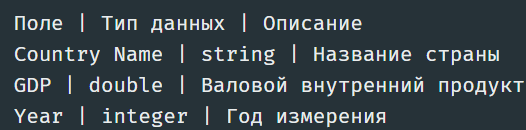 Поле | Тип данных | Описание
Country Name | string | Название страны
GDP | double | Валовой внутренний продукт
Year | integer | Год измерения